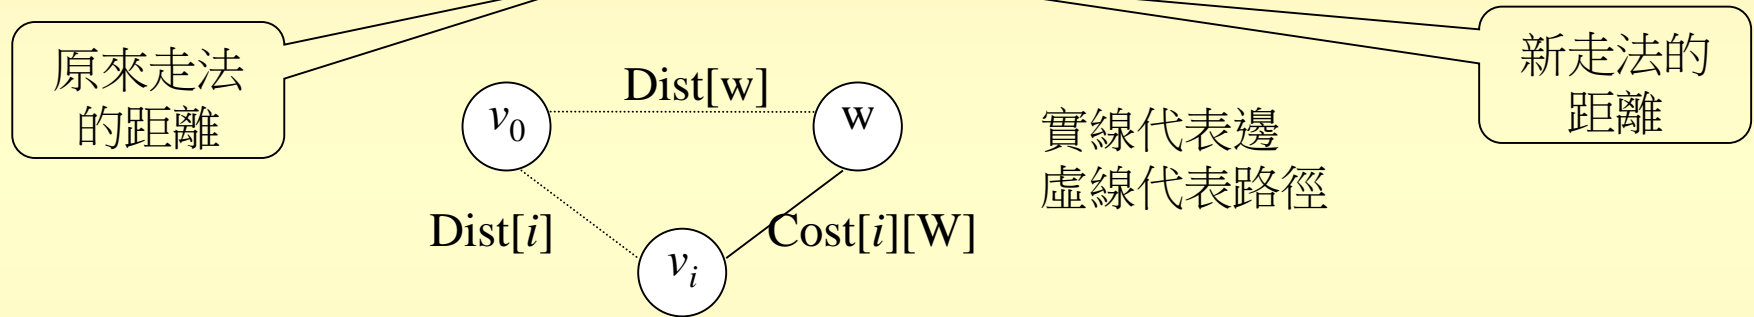 原來走法
的距離
新走法的
距離
Dist[w]
v0
w
實線代表邊
虛線代表路徑
Dist[i]
Cost[i][W]
vi